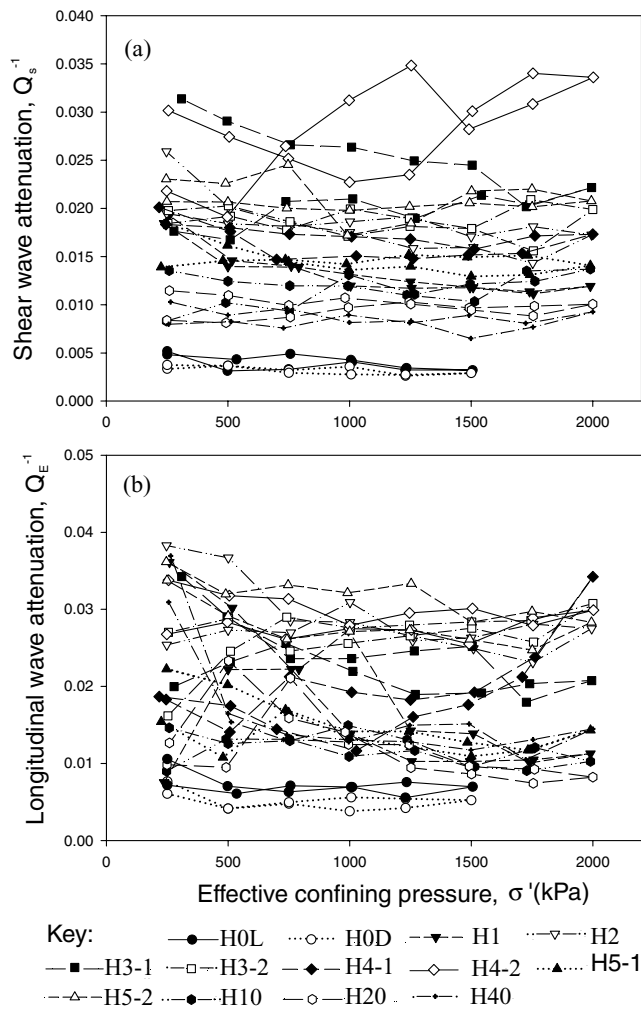 (a)
Shear wave attenuation, Qs⁻¹
0.040
0.035
0.030
0.025
0.020
0.015
0.010
0.005
0.000
0 500 1000 1500 2000
(b)
Longitudinal wave attenuation, QE⁻¹
0.05
0.04
0.03
0.02
0.01
0.00
0 500 1000 1500 2000
Effective confining pressure, σ'(kPa)
Key:
H0L H0D H1 H2
H3-1 H3-2 H4-1 H4-2 H5-1
H5-2 H10 H20 H40